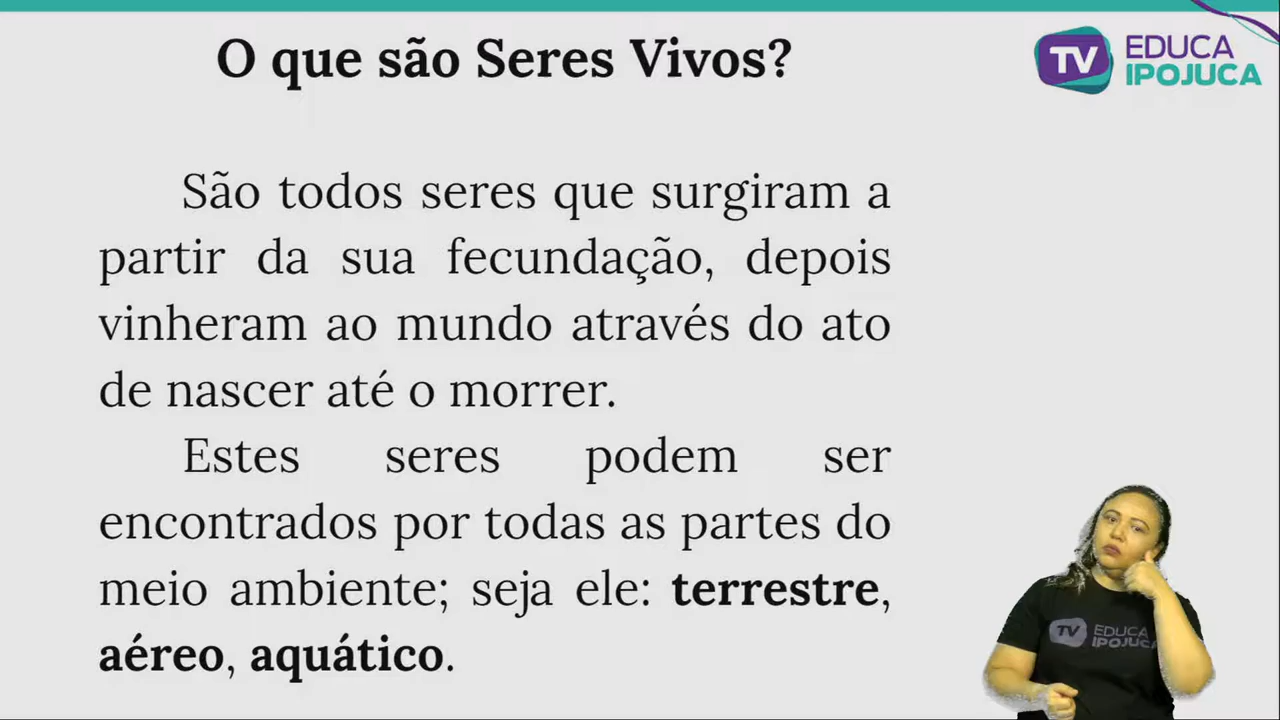 O que são Seres Vivos?
TV EDUCA
IPOJUCA
São todos seres que surgiram a
partir da sua fecundação, depois
vinheram ao mundo através do ato
de nascer até o morrer.
Estes seres podem ser
encontrados por todas as partes do
meio ambiente; seja ele: terrestre,
aéreo, aquático.
TV EDUCA
IPOJUCA